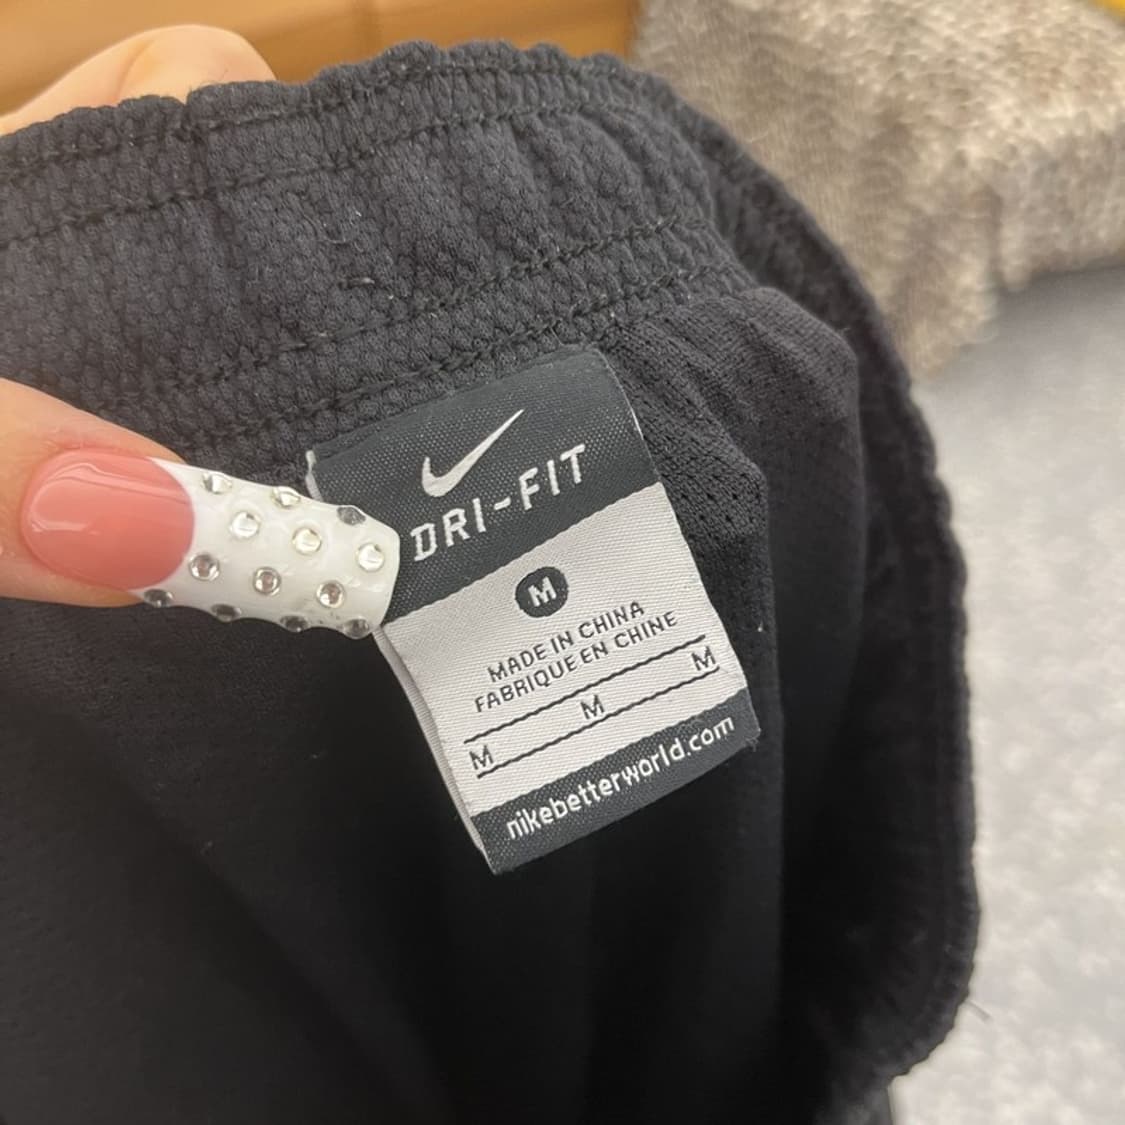 DRI-FIT
M
MADE IN CHINA
FABRIQUE EN CHINE
M M M
nikebetterworld.com